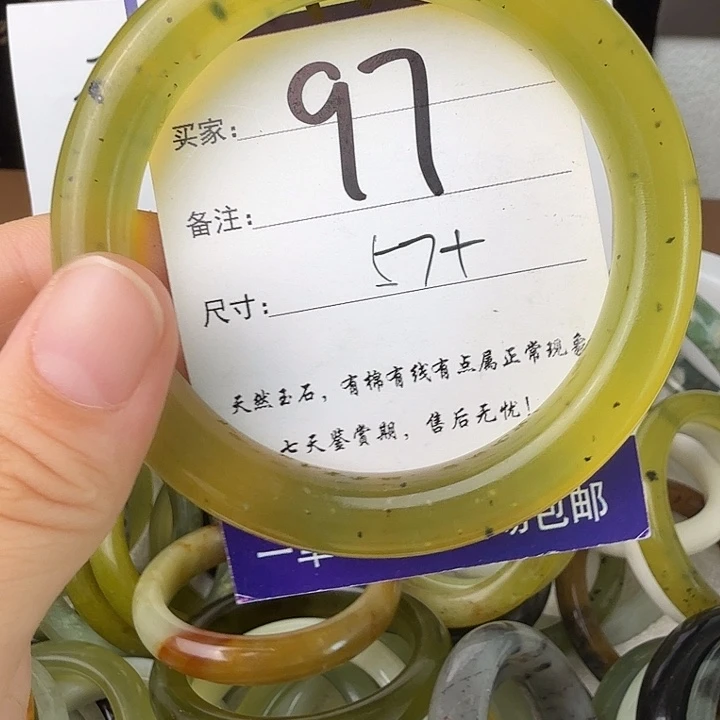 97
买家:
备注:
57+
尺寸:
天然玉石，有棉有线有点属正常现象
七天鉴赏期，售后无忧!
包邮